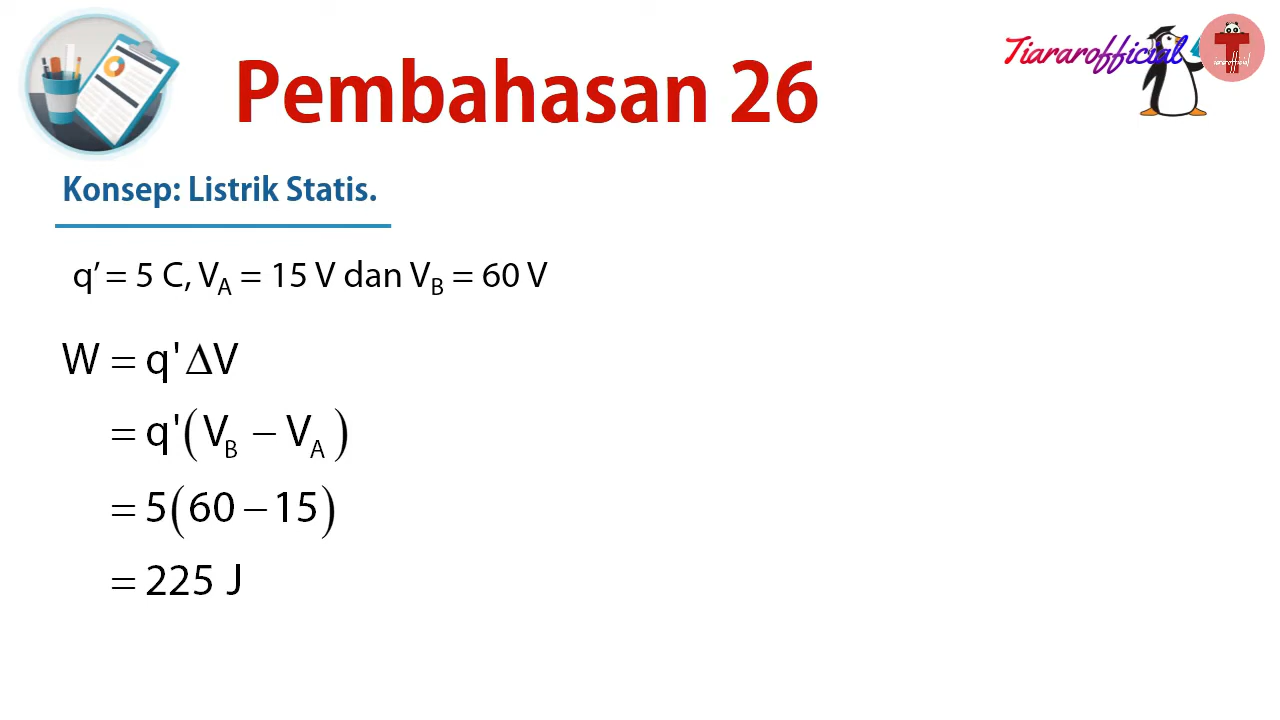 Tiararofficial
T
tiararofficial
Pembahasan 26
Konsep: Listrik Statis.
q’ = 5 C, V_A = 15 V dan V_B = 60 V
W = q'ΔV
= q'(V_B − V_A)
= 5(60 − 15)
= 225 J